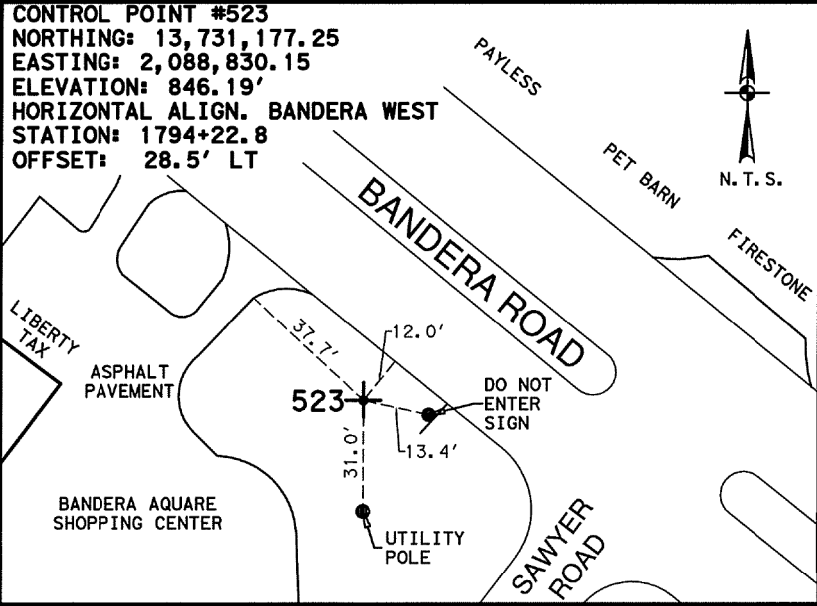 CONTROL POINT #523
NORTHING: 13,731,177.25
EASTING: 2,088,830.15
ELEVATION: 846.19'
HORIZONTAL ALIGN. BANDERA WEST
STATION: 1794+22.8
OFFSET: 28.5' LT
PAYLESS
PET BARN
FIRESTONE
N.T.S.
BANDERA ROAD
LIBERTY
TAX
ASPHALT
PAVEMENT
37.7'
12.0'
523
DO NOT
ENTER
SIGN
13.4'
31.0'
BANDERA AQUARE
SHOPPING CENTER
UTILITY
POLE
SAWYER
ROAD